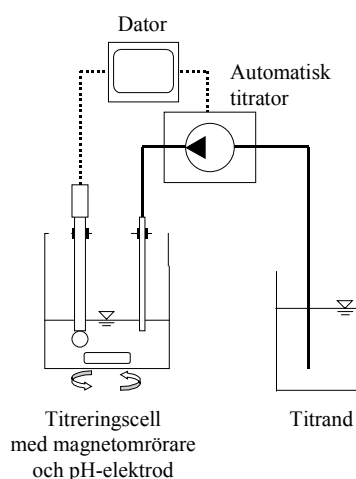 Dator
Automatisk
titrator
Titreringscell
med magnetomrörare
och pH-elektrod
Titrand